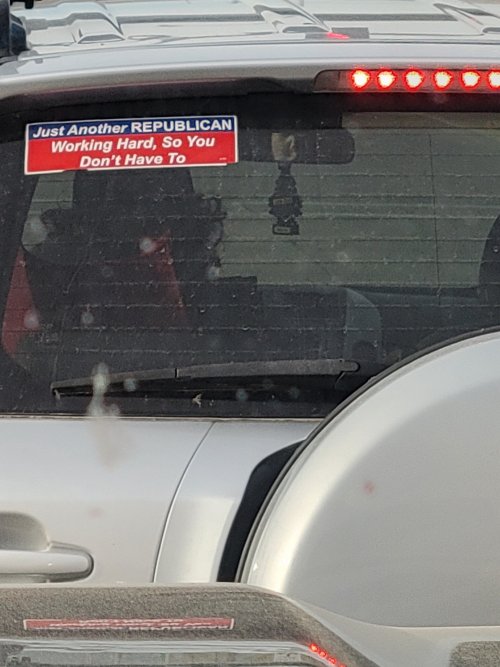 Just Another REPUBLICAN
Working Hard, So You
Don't Have To